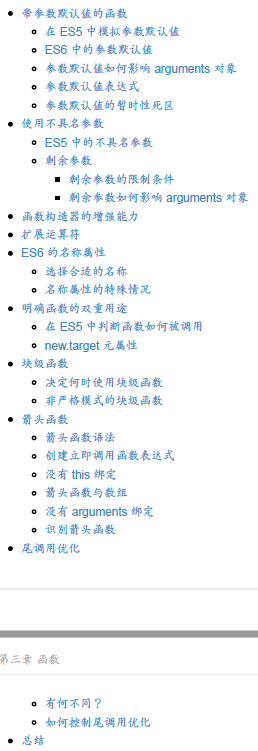 带参数默认值的函数
在 ES5 中模拟参数默认值
ES6 中的参数默认值
参数默认值如何影响 arguments 对象
参数默认值表达式
参数默认值的暂时性死区
使用不具名参数
ES5 中的不具名参数
剩余参数
剩余参数的限制条件
剩余参数如何影响 arguments 对象
函数构造器的增强能力
扩展运算符
ES6 的名称属性
选择合适的名称
名称属性的特殊情况
明确函数的双重用途
在 ES5 中判断函数如何被调用
new.target 元属性
块级函数
决定何时使用块级函数
非严格模式的块级函数
箭头函数
箭头函数语法
创建立即调用函数表达式
没有 this 绑定
箭头函数与数组
没有 arguments 绑定
识别箭头函数
尾调用优化
第三章 函数
有何不同？
如何控制尾调用优化
总结